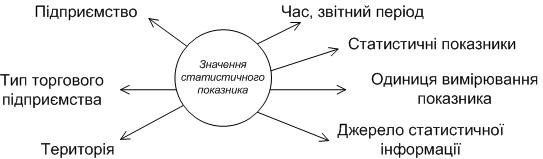 Підприємство
Час, звітний період
Статистичні показники
Значення
статистичного
показника
Тип торгового
підприємства
Одиниця вимірювання
показника
Територія
Джерело статистичної
інформації